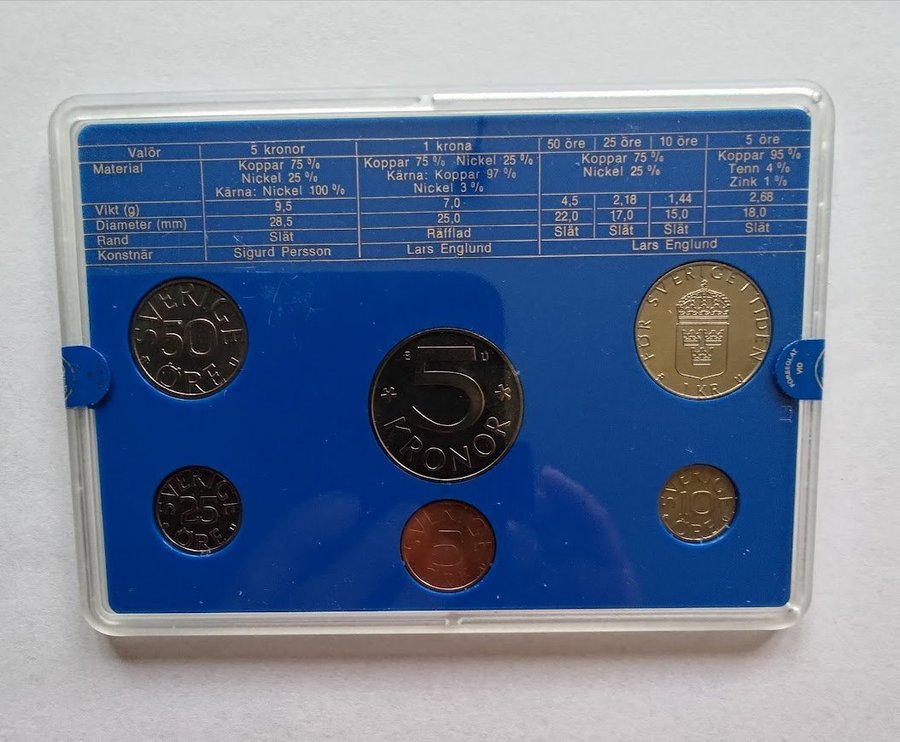 Valör 5 kronor 1 krona 50 öre 25 öre 10 öre 5 öre
Material Koppar 75 % Koppar 75 % Nickel 25 % Koppar 75 % Koppar 95 %
Nickel 25 % Kärna: Koppar 97 % Nickel 25 % Tenn 4 %
Kärna: Nickel 100 % Nickel 3 % Zink 1 %
Vikt (g) 9,5 7,0 4,5 2,18 1,44 2,68
Diameter (mm) 28,5 25,0 22,0 17,0 15,0 18,0
Rand Slät Räfflad Slät Slät Slät Slät
Konstnär Sigurd Persson Lars Englund Lars Englund
SVERIGE
50
ÖRE
U
5
KRONOR
FÖR SVERIGE I TIDEN
1 KR
FÖRSEGLAT
VID
SVERIGE
25
ÖRE
SVERIGE
5
SVERIGE
10
ÖRE